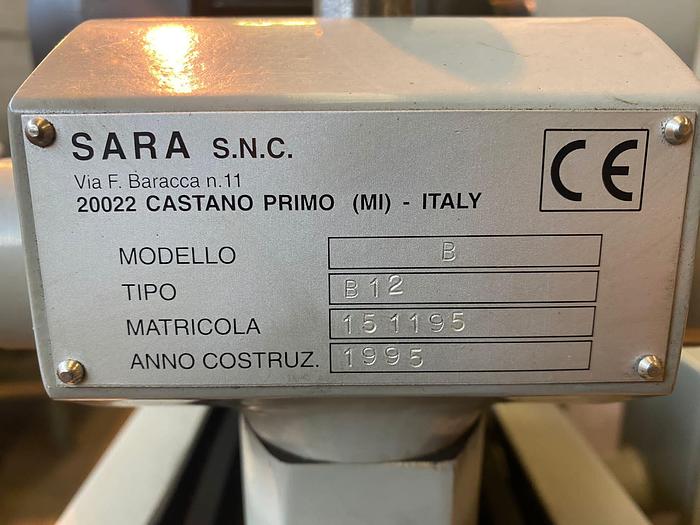 SARA S.N.C.
Via F. Baracca n.11
20022 CASTANO PRIMO (MI) - ITALY
CE
MODELLO B
TIPO B12
MATRICOLA 151195
ANNO COSTRUZ. 1995